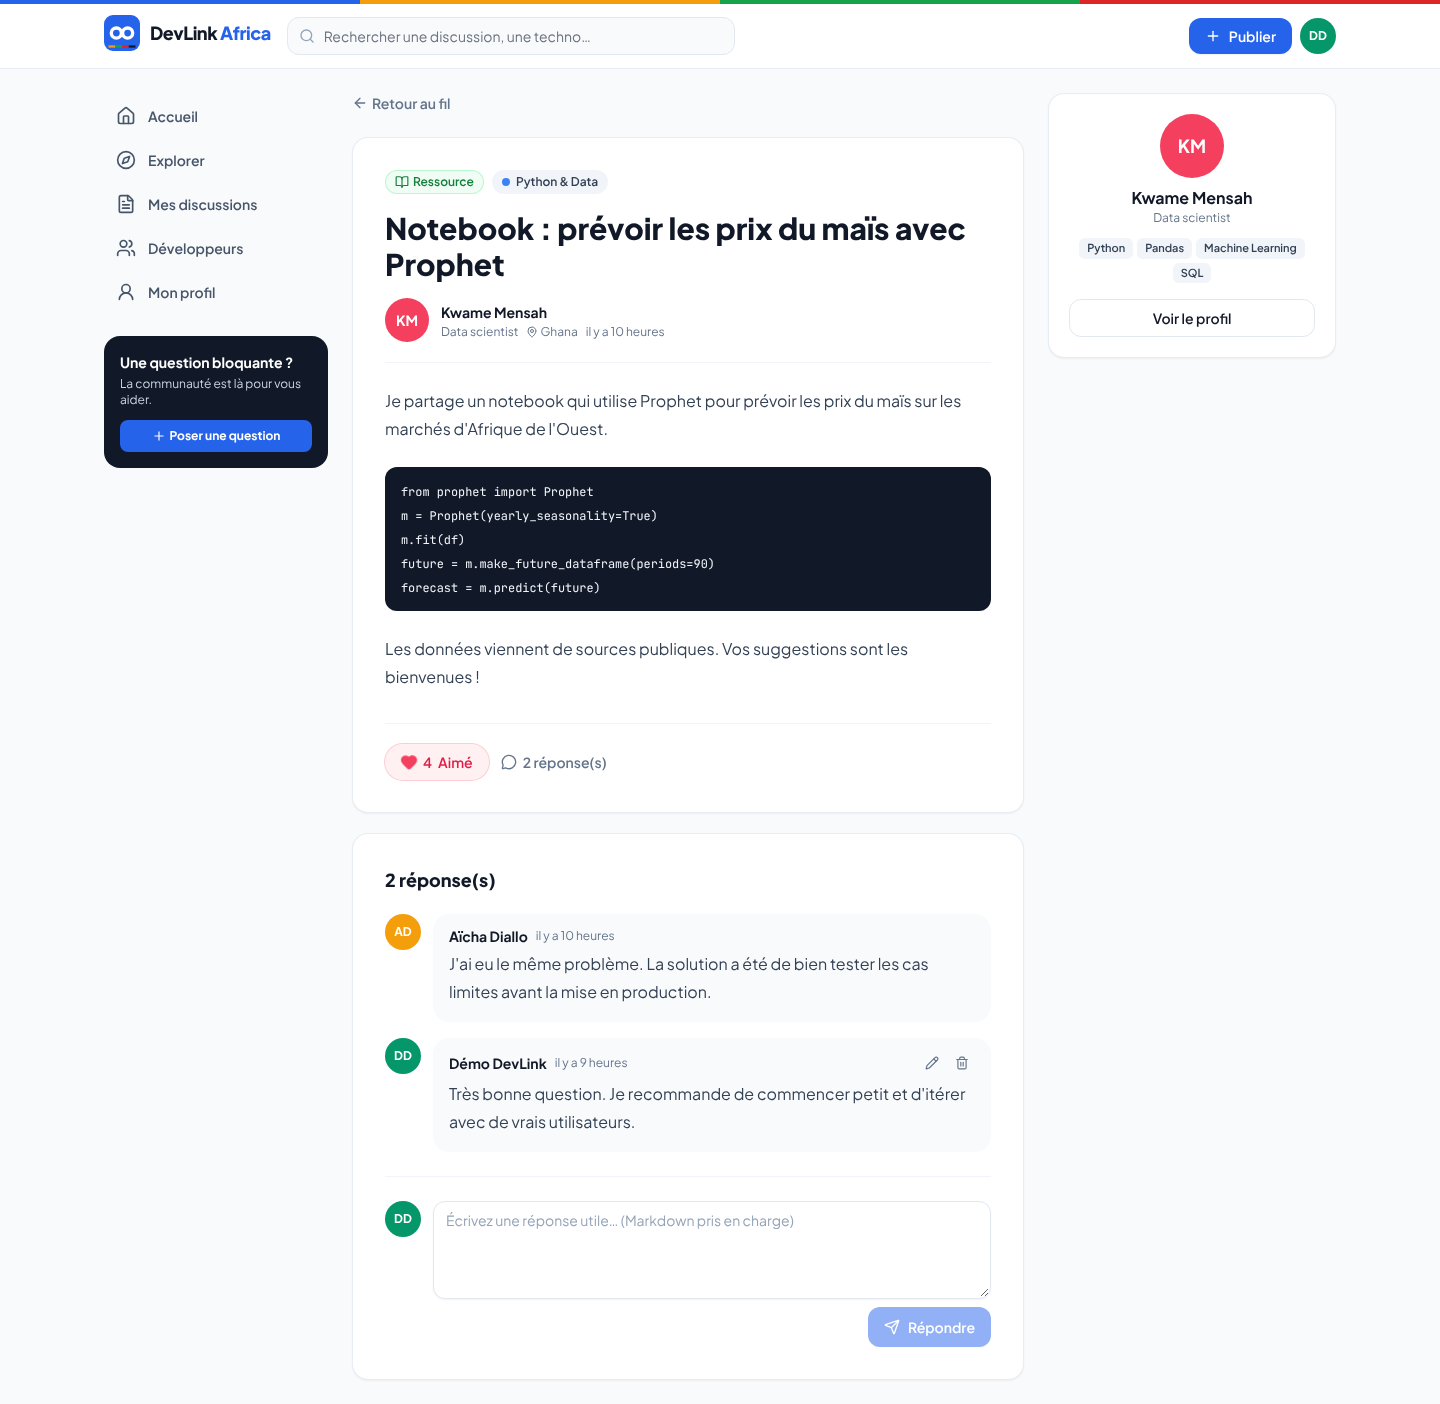 DevLink Africa
Rechercher une discussion, une techno...
Publier
DD
Accueil
Explorer
Mes discussions
Développeurs
Mon profil
Une question bloquante ?
La communauté est là pour vous
aider.
Poser une question
Retour au fil
Ressource
Python & Data
Notebook : prévoir les prix du maïs avec
Prophet
KM
Kwame Mensah
Data scientist Ghana il y a 10 heures
Je partage un notebook qui utilise Prophet pour prévoir les prix du maïs sur les
marchés d'Afrique de l'Ouest.
from prophet import Prophet
m = Prophet(yearly_seasonality=True)
m.fit(df)
future = m.make_future_dataframe(periods=90)
forecast = m.predict(future)
Les données viennent de sources publiques. Vos suggestions sont les
bienvenues !
4 Aimé
2 réponse(s)
2 réponse(s)
AD
Aïcha Diallo il y a 10 heures
J'ai eu le même problème. La solution a été de bien tester les cas
limites avant la mise en production.
DD
Démo DevLink il y a 9 heures
Très bonne question. Je recommande de commencer petit et d'itérer
avec de vrais utilisateurs.
DD
Écrivez une réponse utile... (Markdown pris en charge)
Répondre
KM
Kwame Mensah
Data scientist
Python Pandas Machine Learning
SQL
Voir le profil